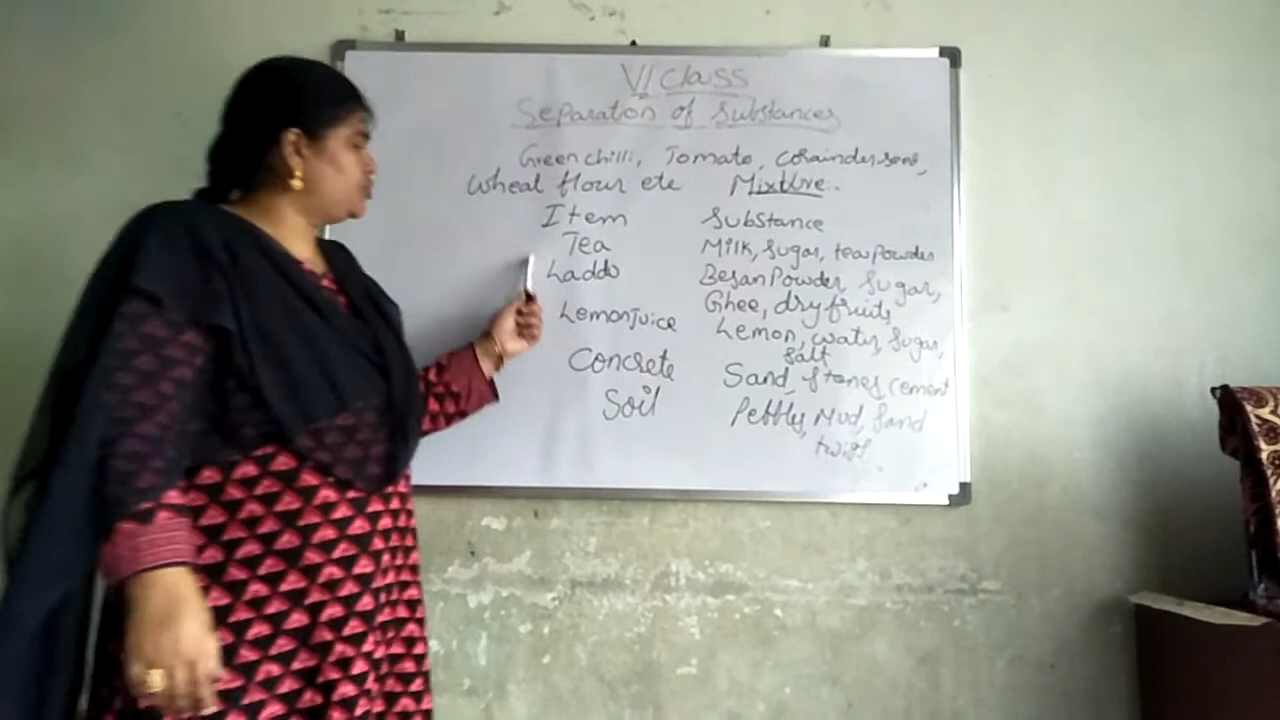 VI Class
Separation of Substances
Green chilli, Tomato, corainder seed,
Wheat flour etc Mixture.
Item Substance
Tea Milk, Sugar, tea powder
Laddo Besan Powder, Sugar,
Ghee, dry fruits
Lemon Juice Lemon, water, Sugar,
Salt
Concrete Sand, Stones, cement
Soil Mud, Sand
twigs